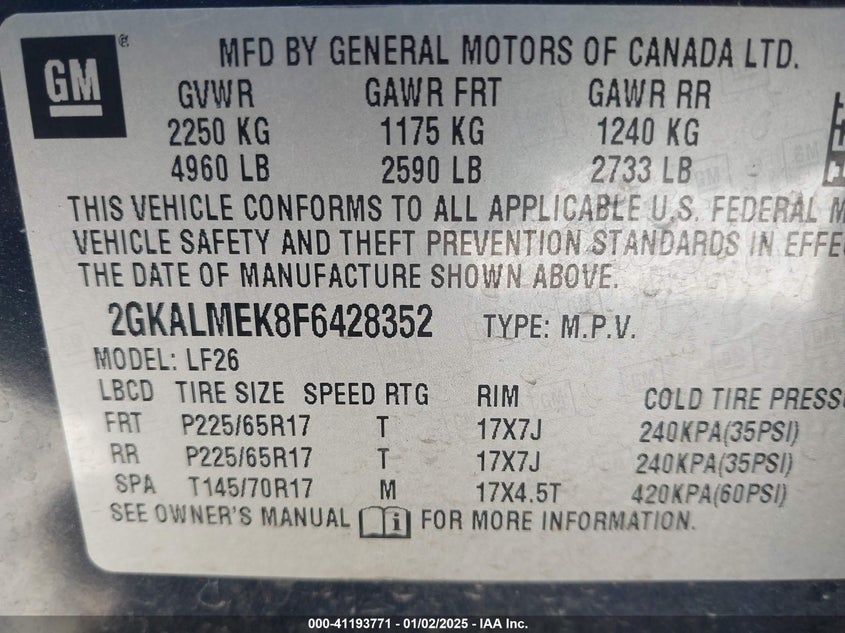 GM ® MFD BY GENERAL MOTORS OF CANADA LTD.
GVWR GAWR FRT GAWR RR
2250 KG 1175 KG 1240 KG
4960 LB 2590 LB 2733 LB
THIS VEHICLE CONFORMS TO ALL APPLICABLE U.S. FEDERAL M
VEHICLE SAFETY AND THEFT PREVENTION STANDARDS IN EFFE
THE DATE OF MANUFACTURE SHOWN ABOVE.
2GKALMEK8F6428352 TYPE: M.P.V.
MODEL: LF26
LBCD TIRE SIZE SPEED RTG RIM COLD TIRE PRESS
FRT P225/65R17 T 17X7J 240KPA(35PSI)
RR P225/65R17 T 17X7J 240KPA(35PSI)
SPA T145/70R17 M 17X4.5T 420KPA(60PSI)
SEE OWNER'S MANUAL i FOR MORE INFORMATION.
000-41193771 - 01/02/2025 - IAA Inc.